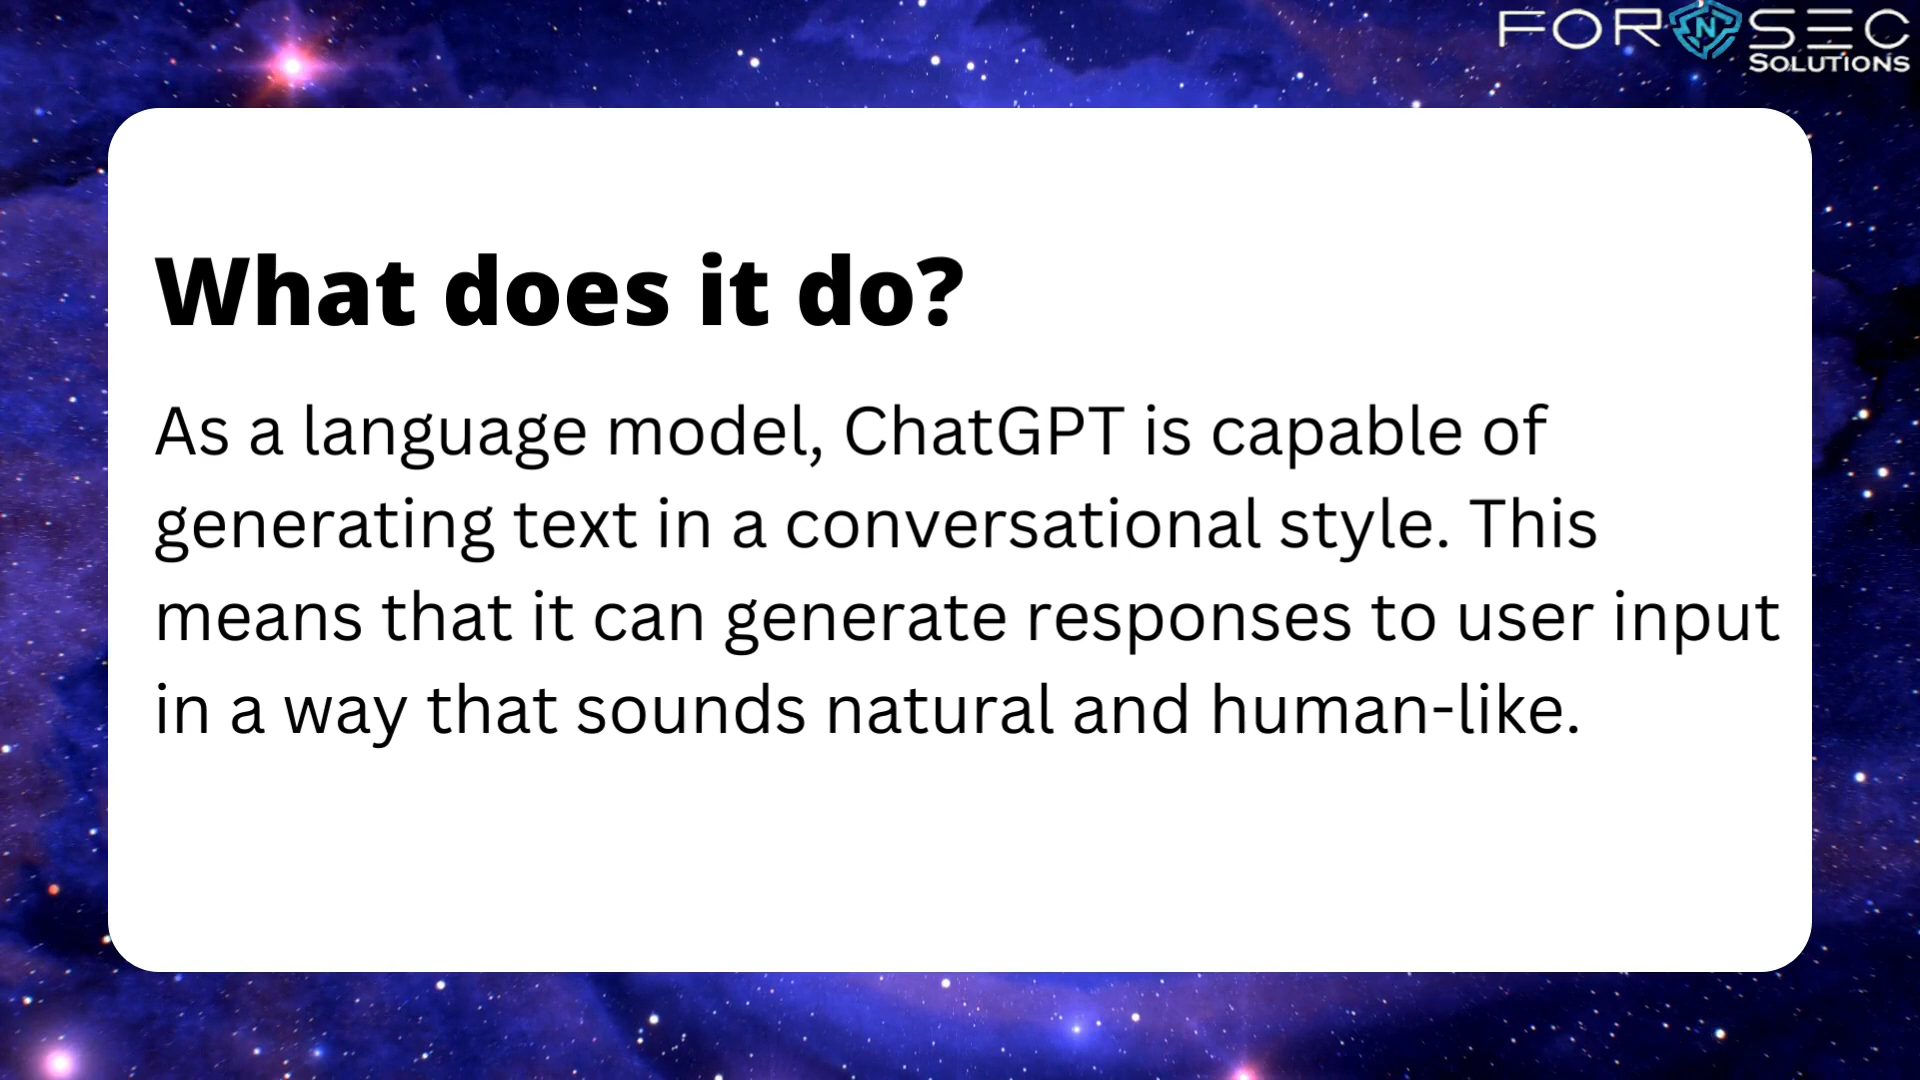 FORNSEC
SOLUTIONS
What does it do?
As a language model, ChatGPT is capable of
generating text in a conversational style. This
means that it can generate responses to user input
in a way that sounds natural and human-like.